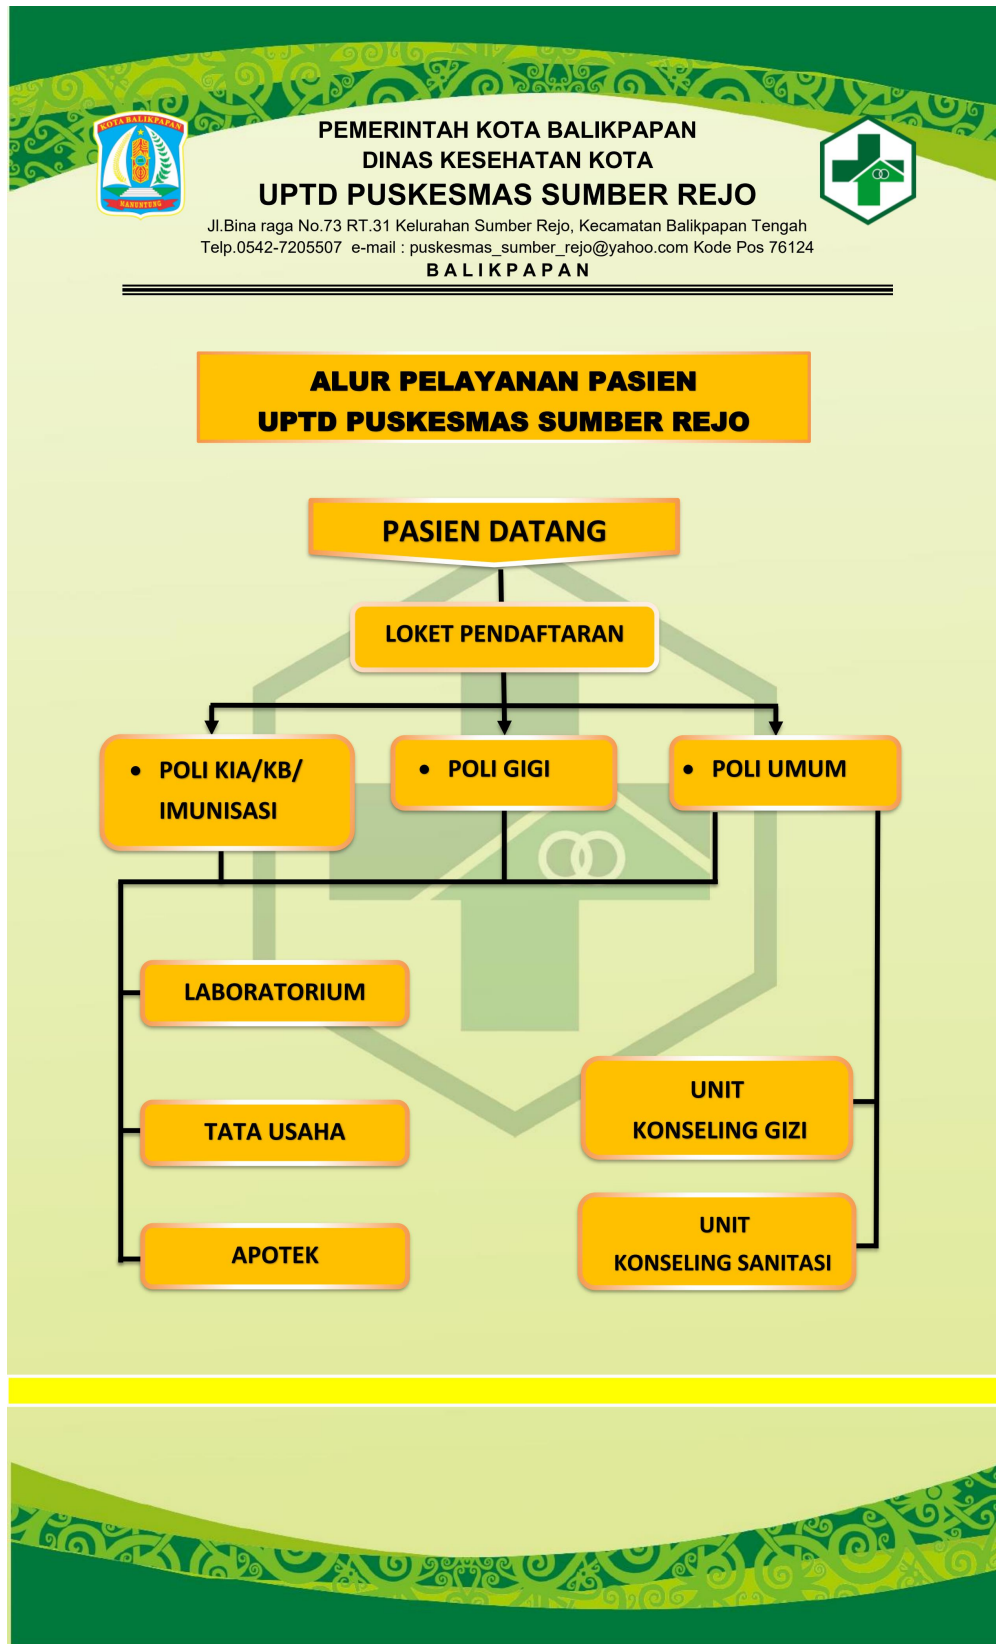 KOTA BALIKPAPAN
MANUNTUNG
PEMERINTAH KOTA BALIKPAPAN
DINAS KESEHATAN KOTA
UPTD PUSKESMAS SUMBER REJO
Jl.Bina raga No.73 RT.31 Kelurahan Sumber Rejo, Kecamatan Balikpapan Tengah
Telp.0542-7205507 e-mail : puskesmas_sumber_rejo@yahoo.com Kode Pos 76124
B A L I K P A P A N
ALUR PELAYANAN PASIEN
UPTD PUSKESMAS SUMBER REJO
PASIEN DATANG
LOKET PENDAFTARAN
• POLI KIA/KB/
IMUNISASI
• POLI GIGI
• POLI UMUM
LABORATORIUM
TATA USAHA
APOTEK
UNIT
KONSELING GIZI
UNIT
KONSELING SANITASI